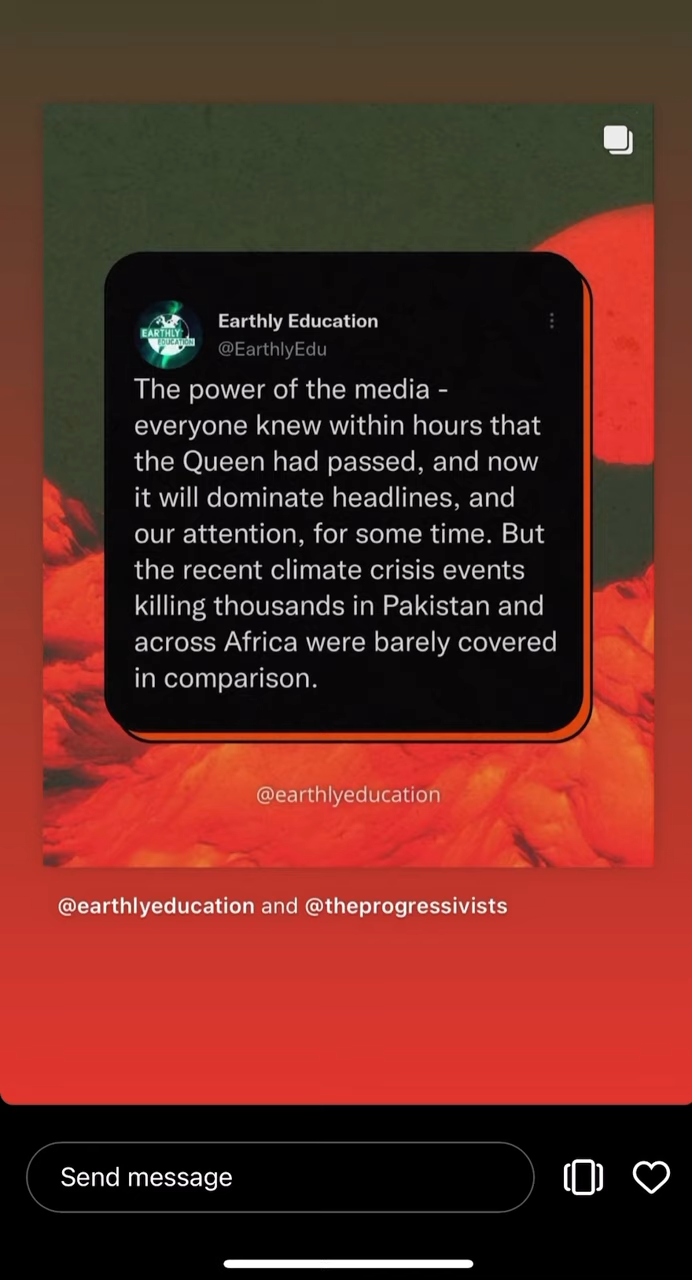 EARTHLY
EDUCATION
Earthly Education
@EarthlyEdu
The power of the media -
everyone knew within hours that
the Queen had passed, and now
it will dominate headlines, and
our attention, for some time. But
the recent climate crisis events
killing thousands in Pakistan and
across Africa were barely covered
in comparison.
@earthlyeducation
@earthlyeducation and @theprogressivists
Send message